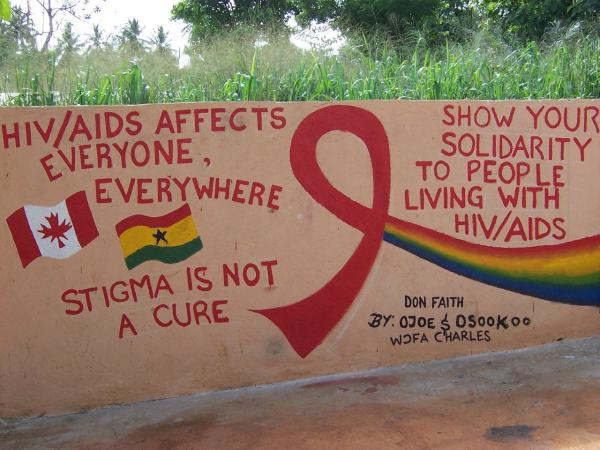 HIV/AIDS AFFECTS
EVERYONE,
EVERYWHERE
STIGMA IS NOT
A CURE
SHOW YOUR
SOLIDARITY
TO PEOPLE
LIVING WITH
HIV/AIDS
DON FAITH
BY: OJOE & OSOOKOO
WOFA CHARLES